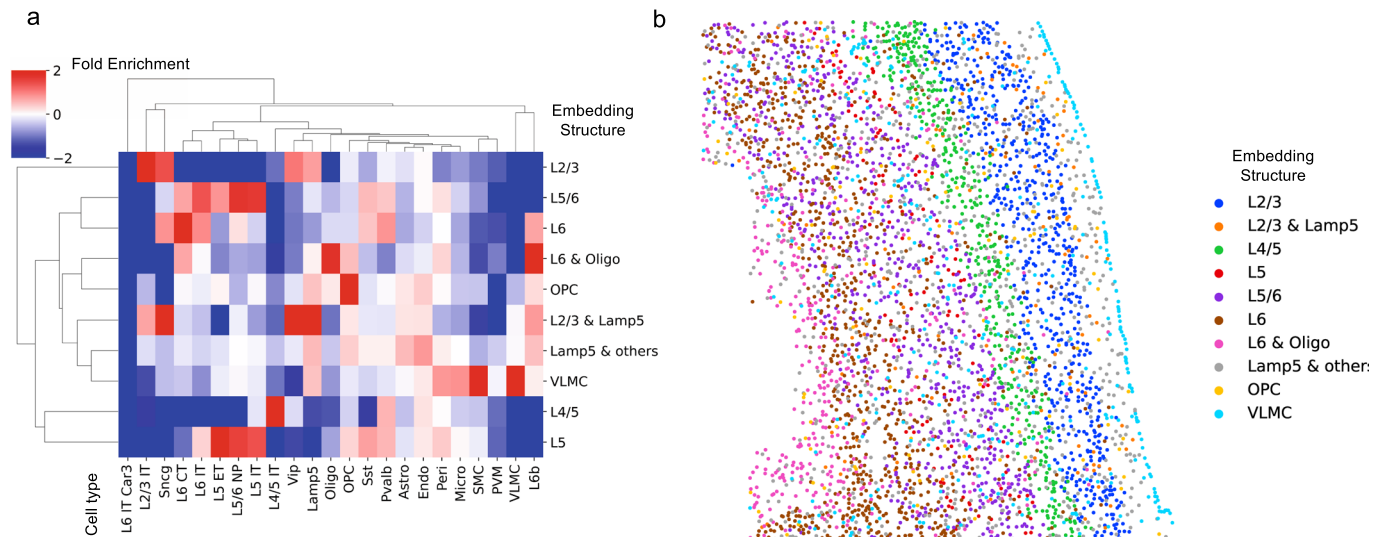 a
Fold Enrichment
2
0
−2
Embedding
Structure
L2/3
L5/6
L6
L6 & Oligo
OPC
L2/3 & Lamp5
Lamp5 & others
VLMC
L4/5
L5
Cell type
L6 IT Car3
L2/3 IT
Sncg
L6 CT
L6 IT
L5 ET
L5/6 NP
L5 IT
L4/5 IT
Vip
Lamp5
Oligo
OPC
Sst
Pvalb
Astro
Endo
Peri
Micro
SMC
PVM
VLMC
L6b
b
Embedding
Structure
L2/3
L2/3 & Lamp5
L4/5
L5
L5/6
L6
L6 & Oligo
Lamp5 & other
OPC
VLMC